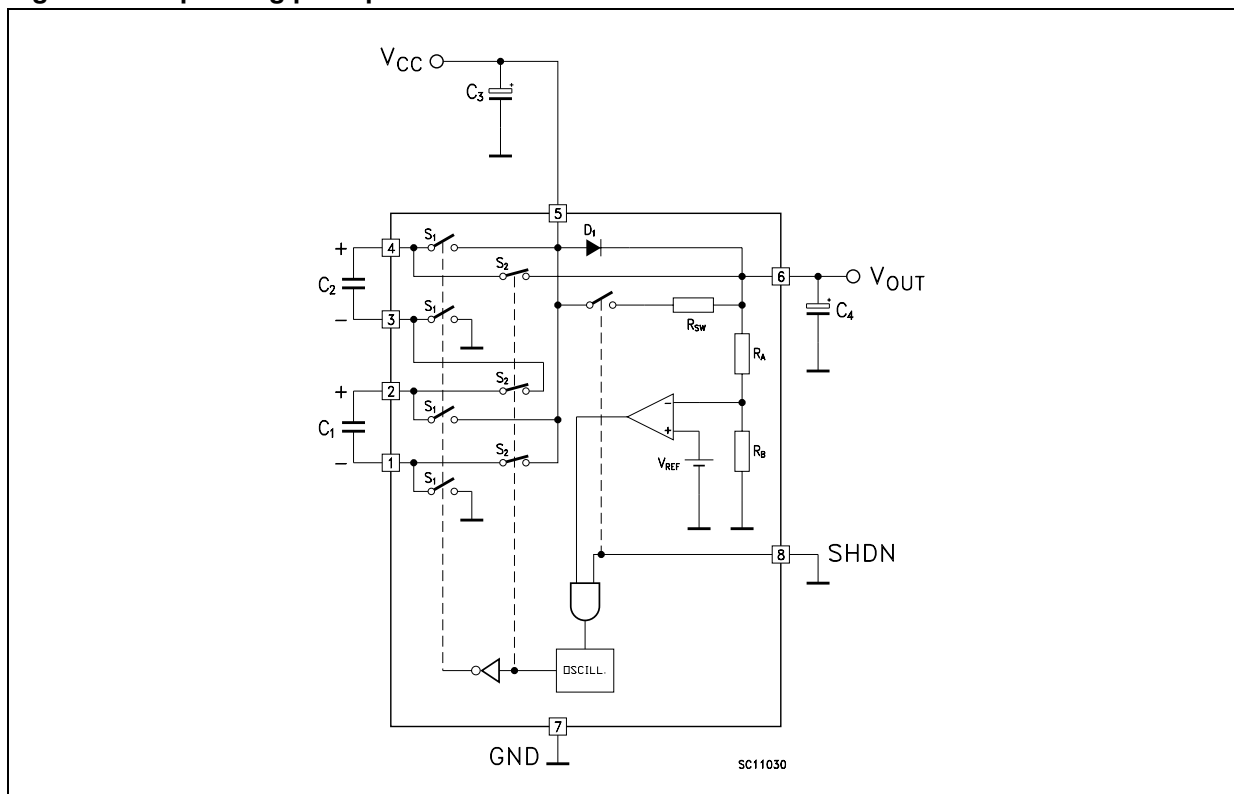 V_CC
C_3
+
5
+ 4 S_1 D_1
S_2 6 V_OUT
C_2
+
C_4
- 3 S_1
R_SW
R_A
+ 2 S_2
S_1
-
C_1
+
V_REF
R_B
- 1 S_2
S_1
8 SHDN
OSCILL.
7
GND
SC11030